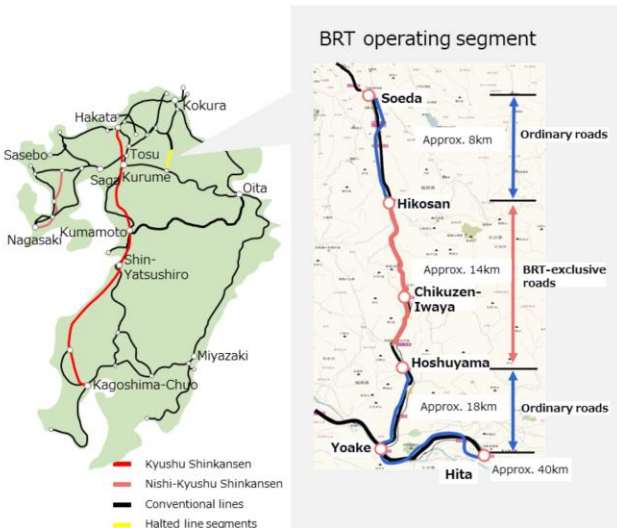 BRT operating segment
Kokura
Hakata
Tosu
Sasebo
Saga
Kurume
Oita
Nagasaki
Kumamoto
Shin-
Yatsushiro
Miyazaki
Kagoshima-Chuo
Kyushu Shinkansen
Nishi-Kyushu Shinkansen
Conventional lines
Halted line segments
Soeda
Approx. 8km
Ordinary roads
Hikosan
Approx. 14km
BRT-exclusive
roads
Chikuzen-
Iwaya
Hoshuyama
Approx. 18km
Ordinary roads
Yoake
Hita
Approx. 40km